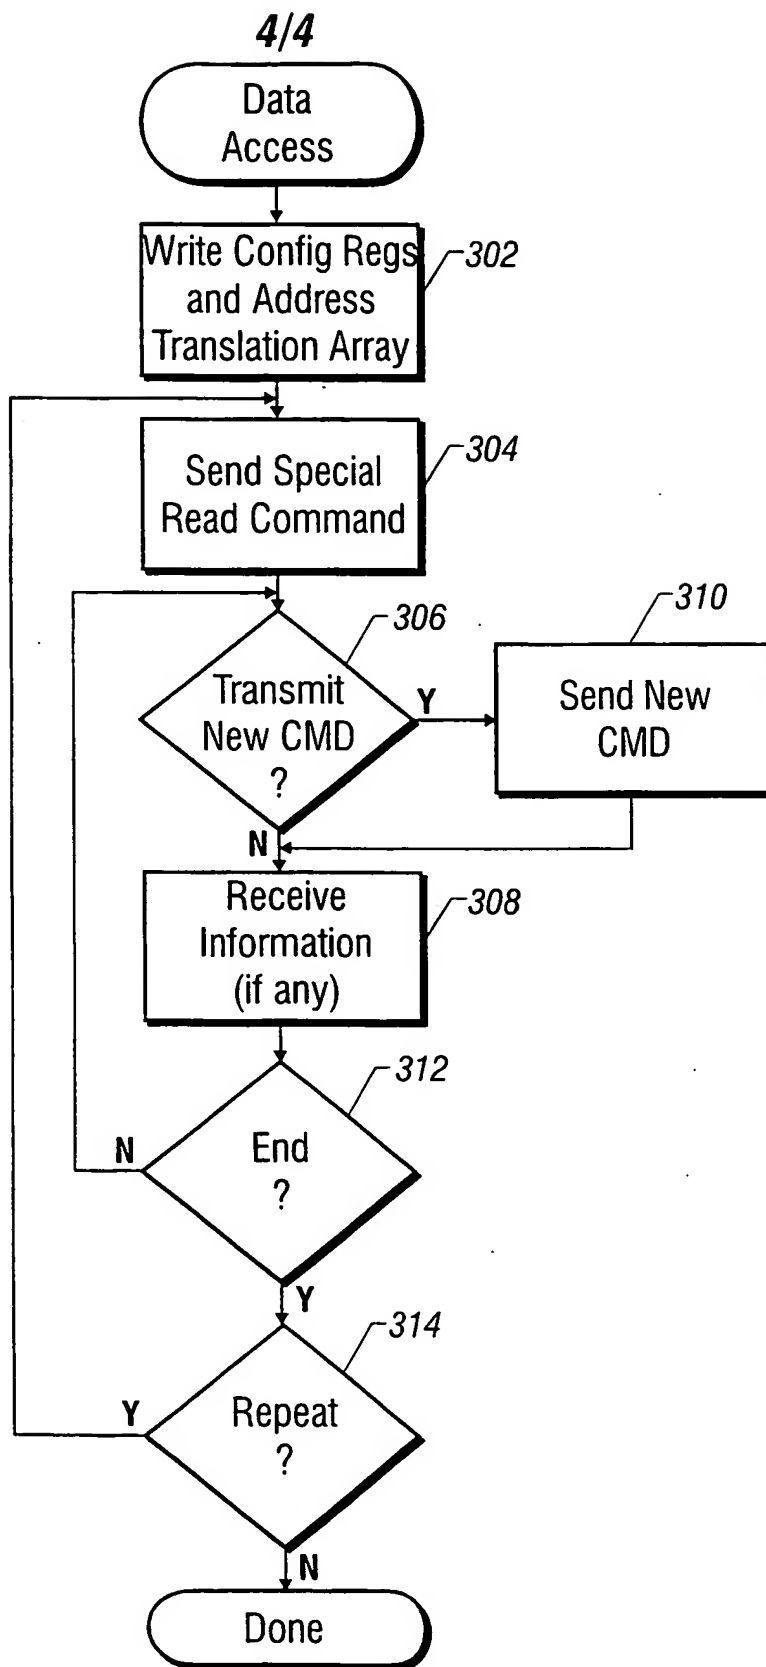 4/4
Data
Access
Write Config Regs
and Address
Translation Array
302
Send Special
Read Command
304
306
Transmit
New CMD
?
Y
310
Send New
CMD
N
Receive
Information
(if any)
308
312
End
?
N
Y
314
Repeat
?
Y
N
Done